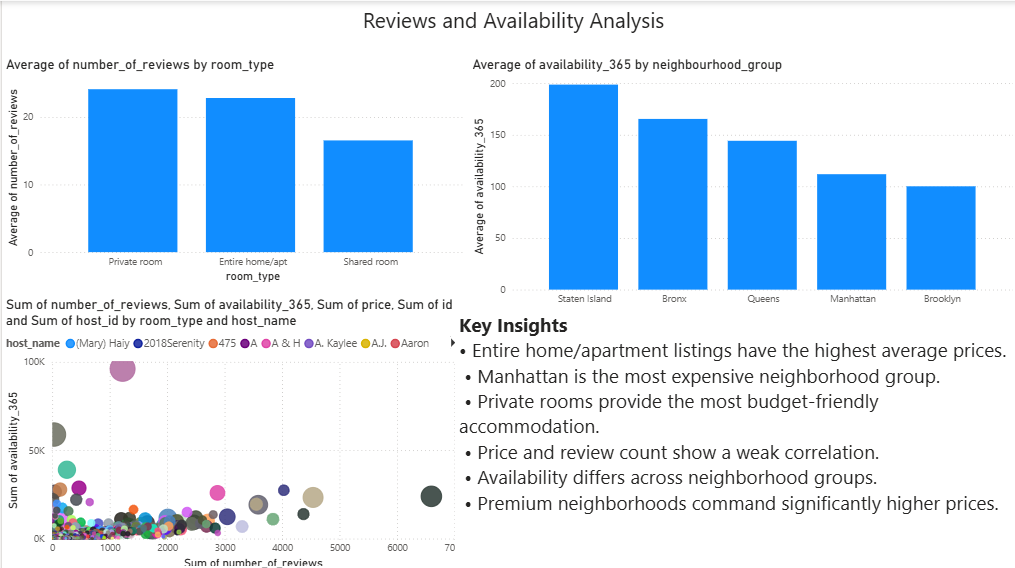 Reviews and Availability Analysis
Average of number_of_reviews by room_type
Average of number_of_reviews
20
10
0
Private room
Entire home/apt
Shared room
room_type
Average of availability_365 by neighbourhood_group
Average of availability_365
200
150
100
50
0
Staten Island
Bronx
Queens
Manhattan
Brooklyn
Sum of number_of_reviews, Sum of availability_365, Sum of price, Sum of id
and Sum of host_id by room_type and host_name
host_name (Mary) Haiy 2018Serenity 475 A A & H A. Kaylee A.J. Aaron
Sum of availability_365
100K
50K
0K
0
1000
2000
3000
4000
5000
6000
70
Sum of number_of_reviews
Key Insights
• Entire home/apartment listings have the highest average prices.
• Manhattan is the most expensive neighborhood group.
• Private rooms provide the most budget-friendly
accommodation.
• Price and review count show a weak correlation.
• Availability differs across neighborhood groups.
• Premium neighborhoods command significantly higher prices.